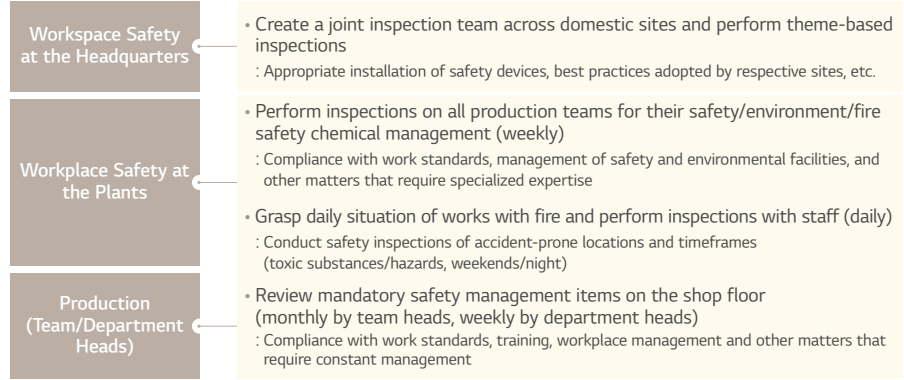 Workspace Safety
at the Headquarters
• Create a joint inspection team across domestic sites and perform theme-based
inspections
: Appropriate installation of safety devices, best practices adopted by respective sites, etc.
Workplace Safety at
the Plants
• Perform inspections on all production teams for their safety/environment/fire
safety chemical management (weekly)
: Compliance with work standards, management of safety and environmental facilities, and
other matters that require specialized expertise
• Grasp daily situation of works with fire and perform inspections with staff (daily)
: Conduct safety inspections of accident-prone locations and timeframes
(toxic substances/hazards, weekends/night)
Production
(Team/Department
Heads)
• Review mandatory safety management items on the shop floor
(monthly by team heads, weekly by department heads)
: Compliance with work standards, training, workplace management and other matters that
require constant management